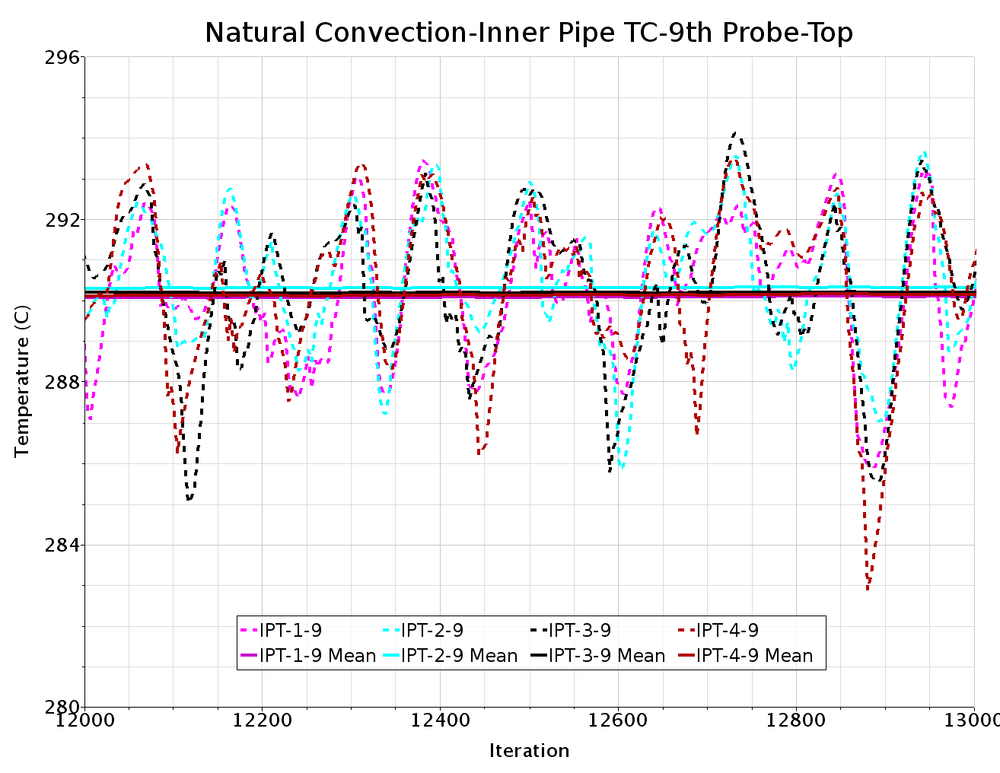 Natural Convection-Inner Pipe TC-9th Probe-Top
296
292
288
284
280
Temperature (C)
IPT-1-9 IPT-2-9 IPT-3-9 IPT-4-9
IPT-1-9 Mean IPT-2-9 Mean IPT-3-9 Mean IPT-4-9 Mean
12000 12200 12400 12600 12800 13000
Iteration